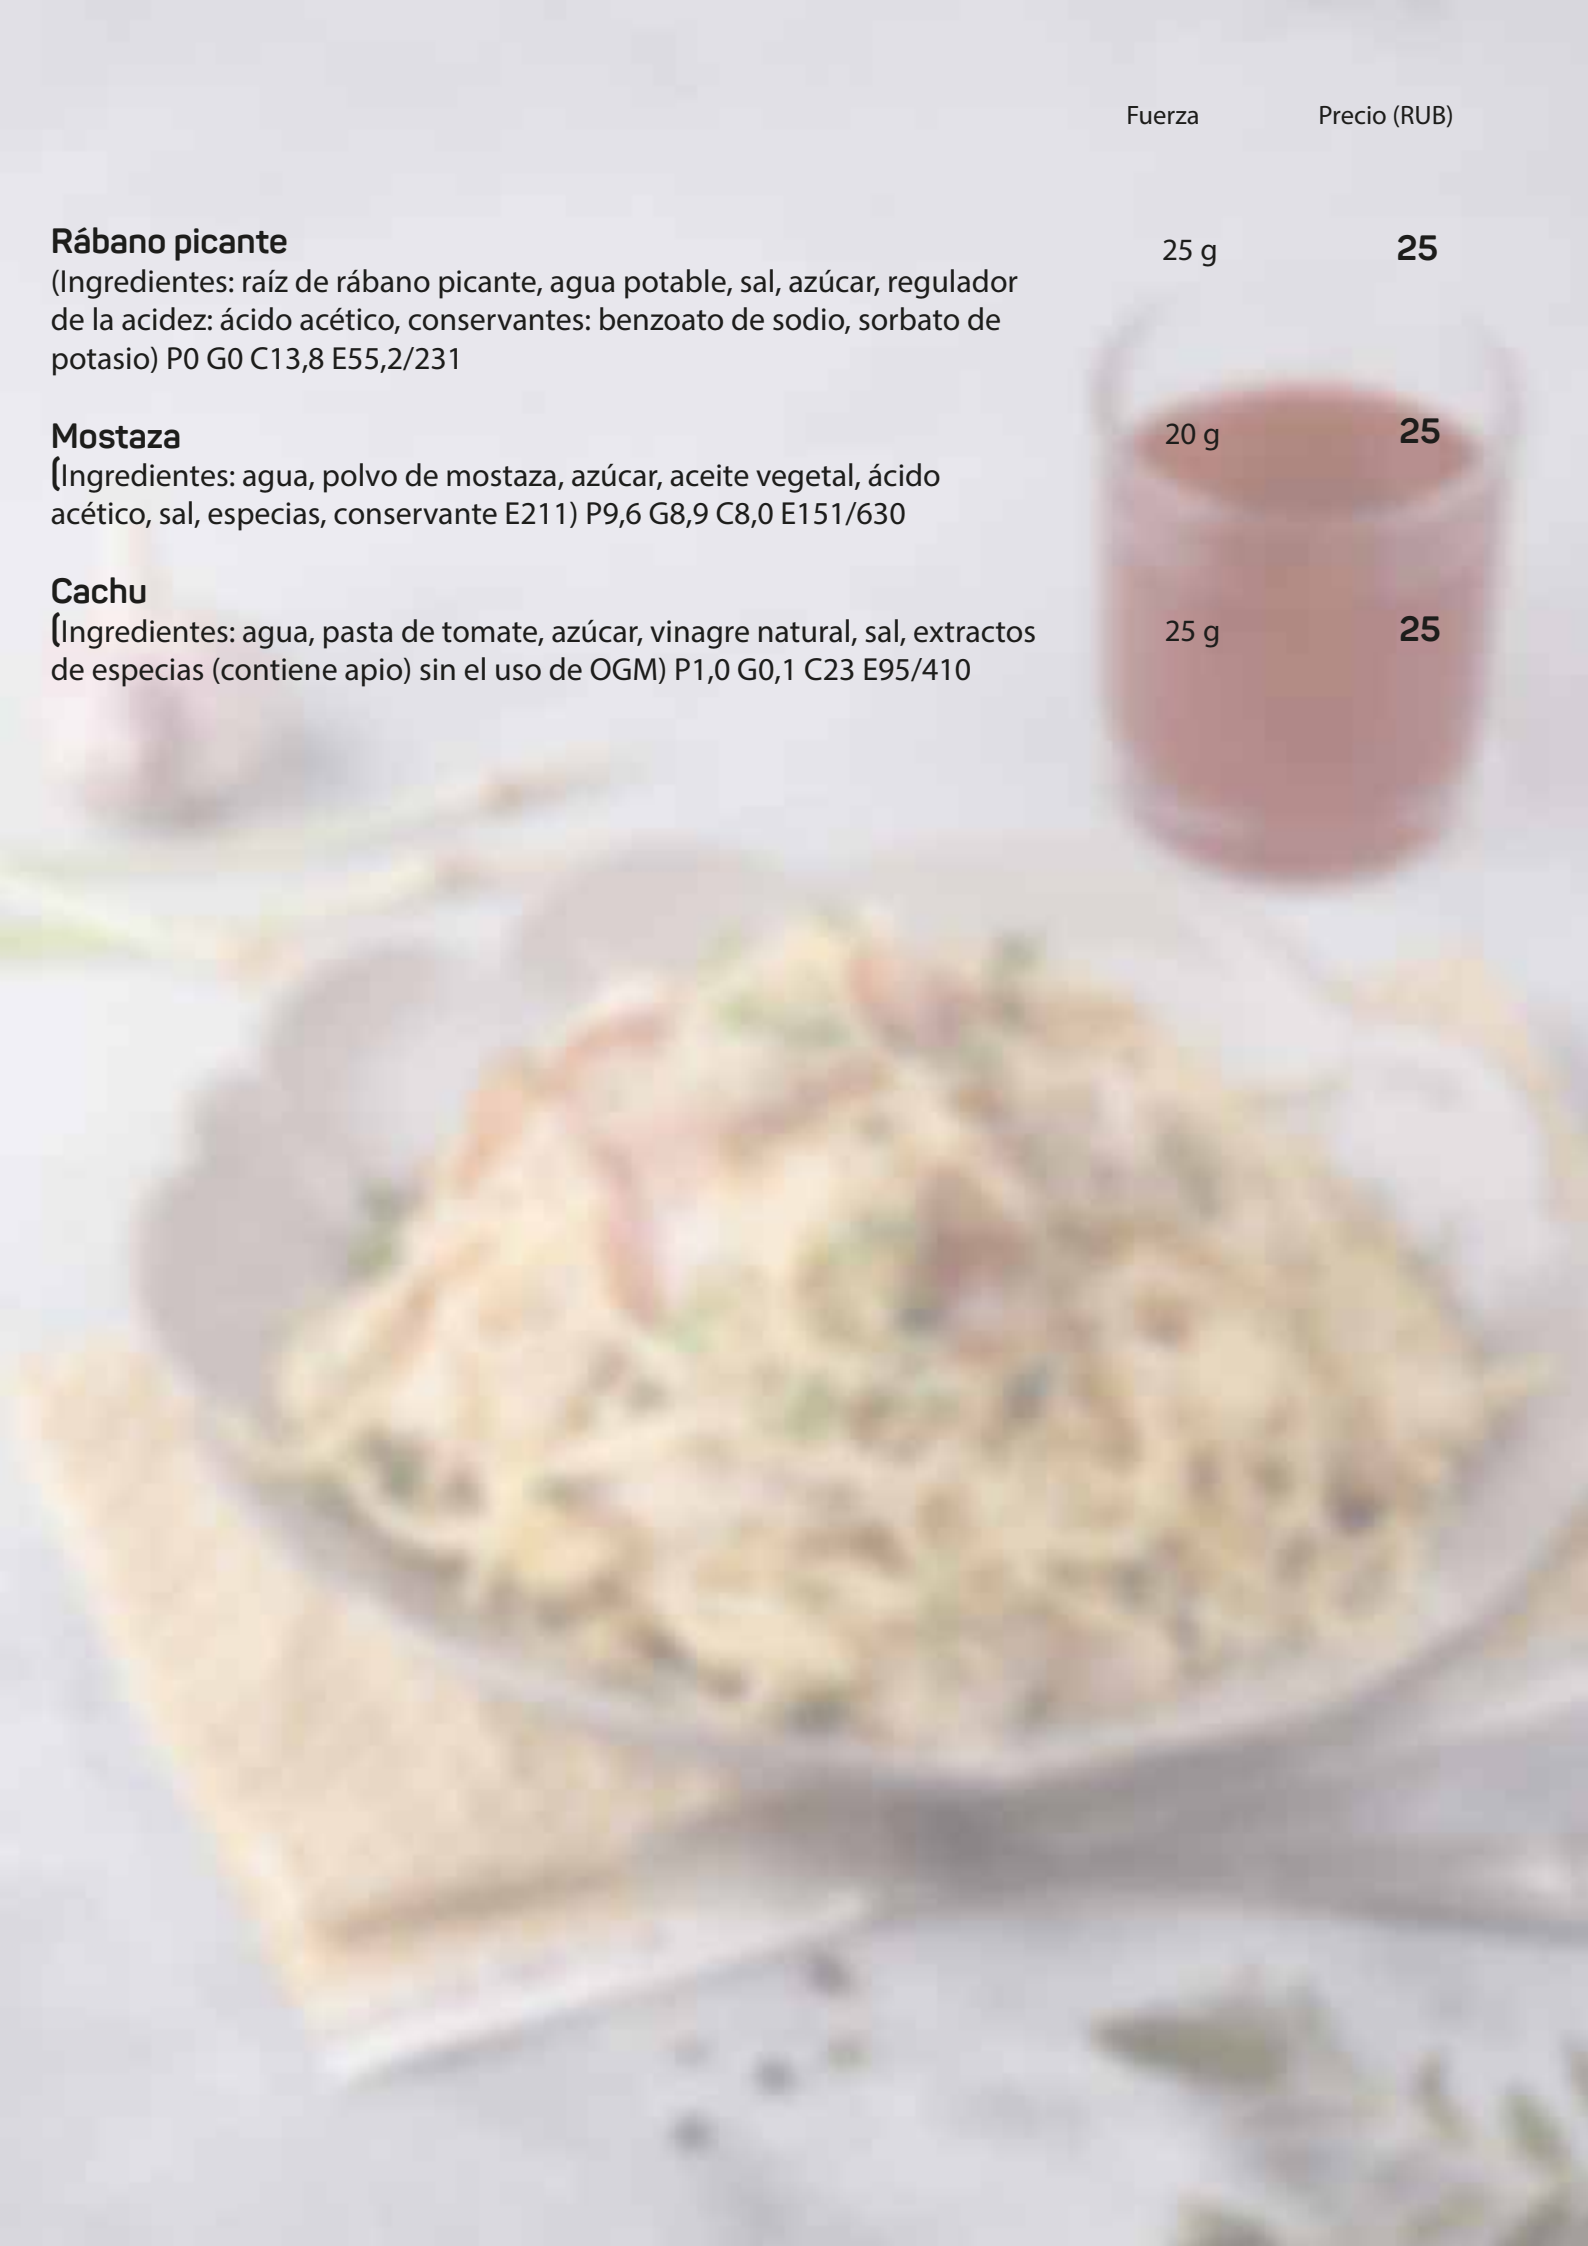 Fuerza Precio (RUB)
Rábano picante 25 g 25
(Ingredientes: raíz de rábano picante, agua potable, sal, azúcar, regulador
de la acidez: ácido acético, conservantes: benzoato de sodio, sorbato de
potasio) P0 G0 C13,8 E55,2/231
Mostaza 20 g 25
(Ingredientes: agua, polvo de mostaza, azúcar, aceite vegetal, ácido
acético, sal, especias, conservante E211) P9,6 G8,9 C8,0 E151/630
Cachu
(Ingredientes: agua, pasta de tomate, azúcar, vinagre natural, sal, extractos 25 g 25
de especias (contiene apio) sin el uso de OGM) P1,0 G0,1 C23 E95/410